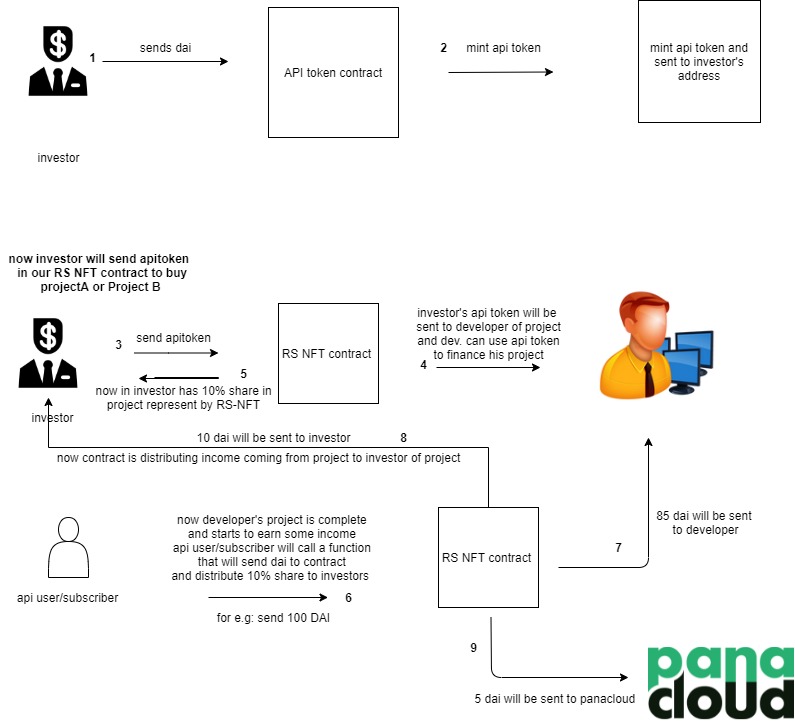 1
sends dai
API token contract
2
mint api token
mint api token and
sent to investor's
address
investor
now investor will send apitoken
in our RS NFT contract to buy
projectA or Project B
3
send apitoken
RS NFT contract
investor's api token will be
sent to developer of project
and dev. can use api token
to finance his project
4
5
now in investor has 10% share in
project represent by RS-NFT
investor
10 dai will be sent to investor
8
now contract is distributing income coming from project to investor of project
now developer's project is complete
and starts to earn some income
api user/subscriber will call a function
that will send dai to contract
and distribute 10% share to investors
RS NFT contract
85 dai will be sent
to developer
7
api user/subscriber
6
for e.g: send 100 DAI
9
5 dai will be sent to panacloud
pana
cloud